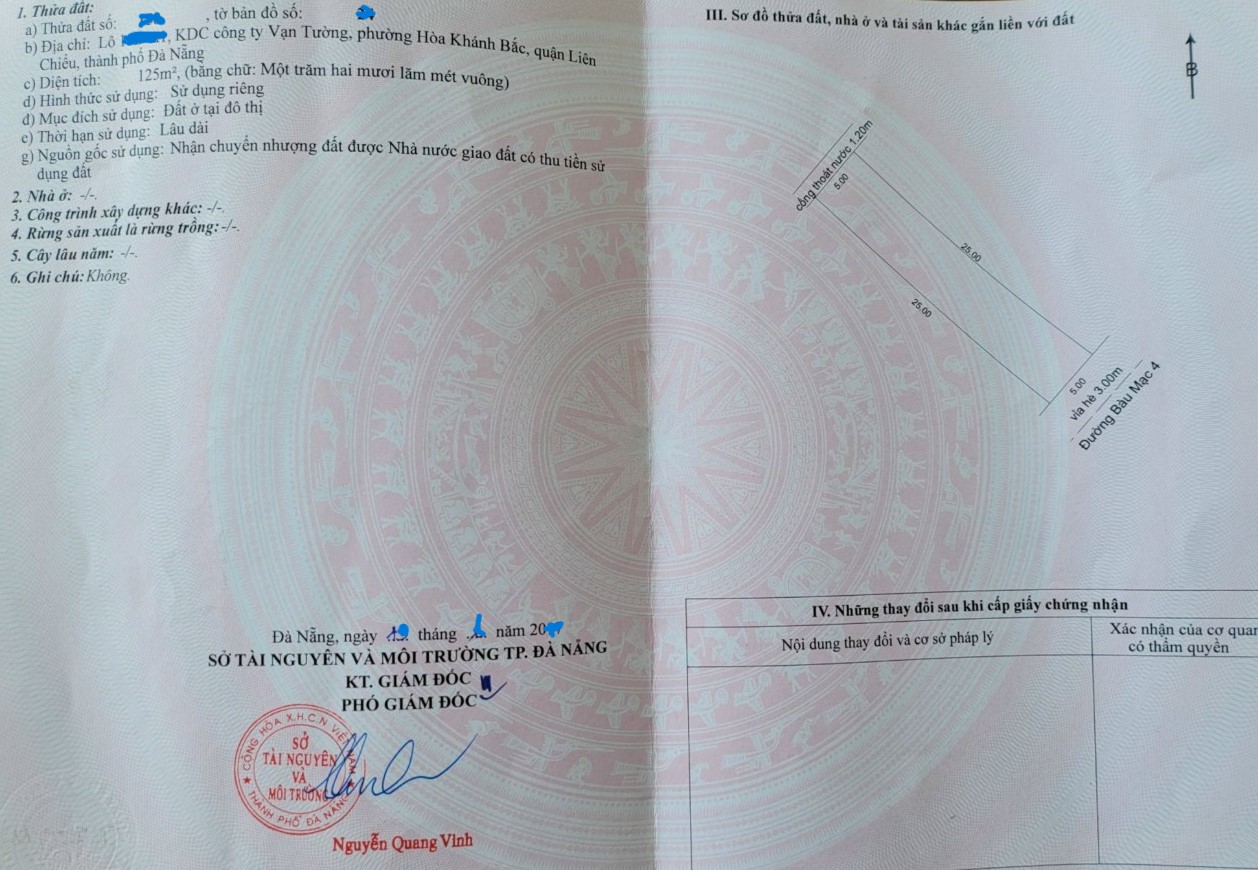 1. Thửa đất:
a) Thửa đất số: , tờ bản đồ số:
b) Địa chỉ: Lô , KDC công ty Vạn Tường, phường Hòa Khánh Bắc, quận Liên
Chiểu, thành phố Đà Nẵng
c) Diện tích: 125m², (bằng chữ: Một trăm hai mươi lăm mét vuông)
d) Hình thức sử dụng: Sử dụng riêng
đ) Mục đích sử dụng: Đất ở tại đô thị
e) Thời hạn sử dụng: Lâu dài
g) Nguồn gốc sử dụng: Nhận chuyển nhượng đất được Nhà nước giao đất có thu tiền sử
dụng đất
2. Nhà ở: -/-.
3. Công trình xây dựng khác: -/-.
4. Rừng sản xuất là rừng trồng: -/-.
5. Cây lâu năm: -/-.
6. Ghi chú: Không.
Đà Nẵng, ngày tháng năm 20
SỞ TÀI NGUYÊN VÀ MÔI TRƯỜNG TP. ĐÀ NẴNG
KT. GIÁM ĐỐC
PHÓ GIÁM ĐỐC
CỘNG HÒA X.H.C.N VIỆT NAM
SỞ
TÀI NGUYÊN
VÀ
MÔI TRƯỜNG
THÀNH PHỐ ĐÀ NẴNG
Nguyễn Quang Vinh
III. Sơ đồ thửa đất, nhà ở và tài sản khác gắn liền với đất
B
cống thoát nước 1.20m
5.00
25.00
25.00
5.00
vỉa hè 3.00m
Đường Bàu Mạc 4
IV. Những thay đổi sau khi cấp giấy chứng nhận
Nội dung thay đổi và cơ sở pháp lý
Xác nhận của cơ quan
có thẩm quyền